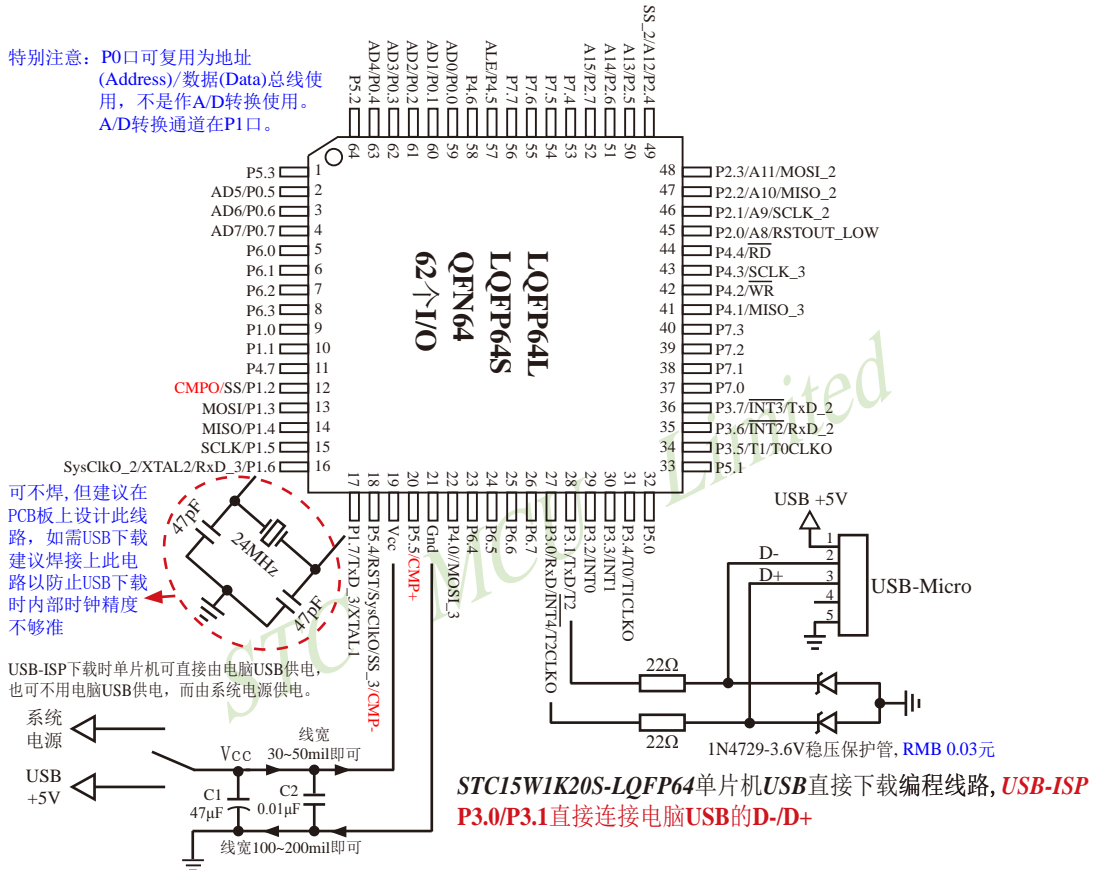 特别注意：P0口可复用为地址
(Address)/数据(Data)总线使
用，不是作A/D转换使用。
A/D转换通道在P1口。
P5.2
AD4/P0.4
AD3/P0.3
AD2/P0.2
AD1/P0.1
AD0/P0.0
P4.6
ALE/P4.5
P7.7
P7.6
P7.5
P7.4
A15/P2.7
A14/P2.6
A13/P2.5
SS_2/A12/P2.4
64
63
62
61
60
59
58
57
56
55
54
53
52
51
50
49
P5.3 1
AD5/P0.5 2
AD6/P0.6 3
AD7/P0.7 4
P6.0 5
P6.1 6
P6.2 7
P6.3 8
P1.0 9
P1.1 10
P4.7 11
CMPO/SS/P1.2 12
MOSI/P1.3 13
MISO/P1.4 14
SCLK/P1.5 15
SysClkO_2/XTAL2/RxD_3/P1.6 16
LQFP64L
LQFP64S
QFN64
62个I/O
48 P2.3/A11/MOSI_2
47 P2.2/A10/MISO_2
46 P2.1/A9/SCLK_2
45 P2.0/A8/RSTOUT_LOW
44 P4.4/RD
43 P4.3/SCLK_3
42 P4.2/WR
41 P4.1/MISO_3
40 P7.3
39 P7.2
38 P7.1
37 P7.0
36 P3.7/INT3/TxD_2
35 P3.6/INT2/RxD_2
34 P3.5/T1/T0CLKO
33 P5.1
17 P1.7/TxD_3/XTAL1
18 P5.4/RST/SysClkO/SS_3/CMP-
19 Vcc
20 P5.5/CMP+
21 Gnd
22 P4.0/MOSI_3
23 P6.4
24 P6.5
25 P6.6
26 P6.7
27 P3.0/RxD/INT4/T2CLKO
28 P3.1/TxD/T2
29 P3.2/INT0
30 P3.3/INT1
31 P3.4/T0/T1CLKO
32 P5.0
可不焊,但建议在
PCB板上设计此线
路，如需USB下载
建议焊接上此电
路以防止USB下载
时内部时钟精度
不够准
47pF
24MHz
47pF
USB +5V
1
D- 2
D+ 3
4
5
USB-Micro
22Ω
22Ω
1N4729-3.6V稳压保护管, RMB 0.03元
USB-ISP下载时单片机可直接由电脑USB供电，
也可不用电脑USB供电，而由系统电源供电。
系统
电源
USB
+5V
Vcc
线宽
30~50mil即可
C1
47μF
C2
0.01μF
线宽100~200mil即可
STC15W1K20S-LQFP64单片机USB直接下载编程线路, USB-ISP
P3.0/P3.1直接连接电脑USB的D-/D+
STC MCU Limited